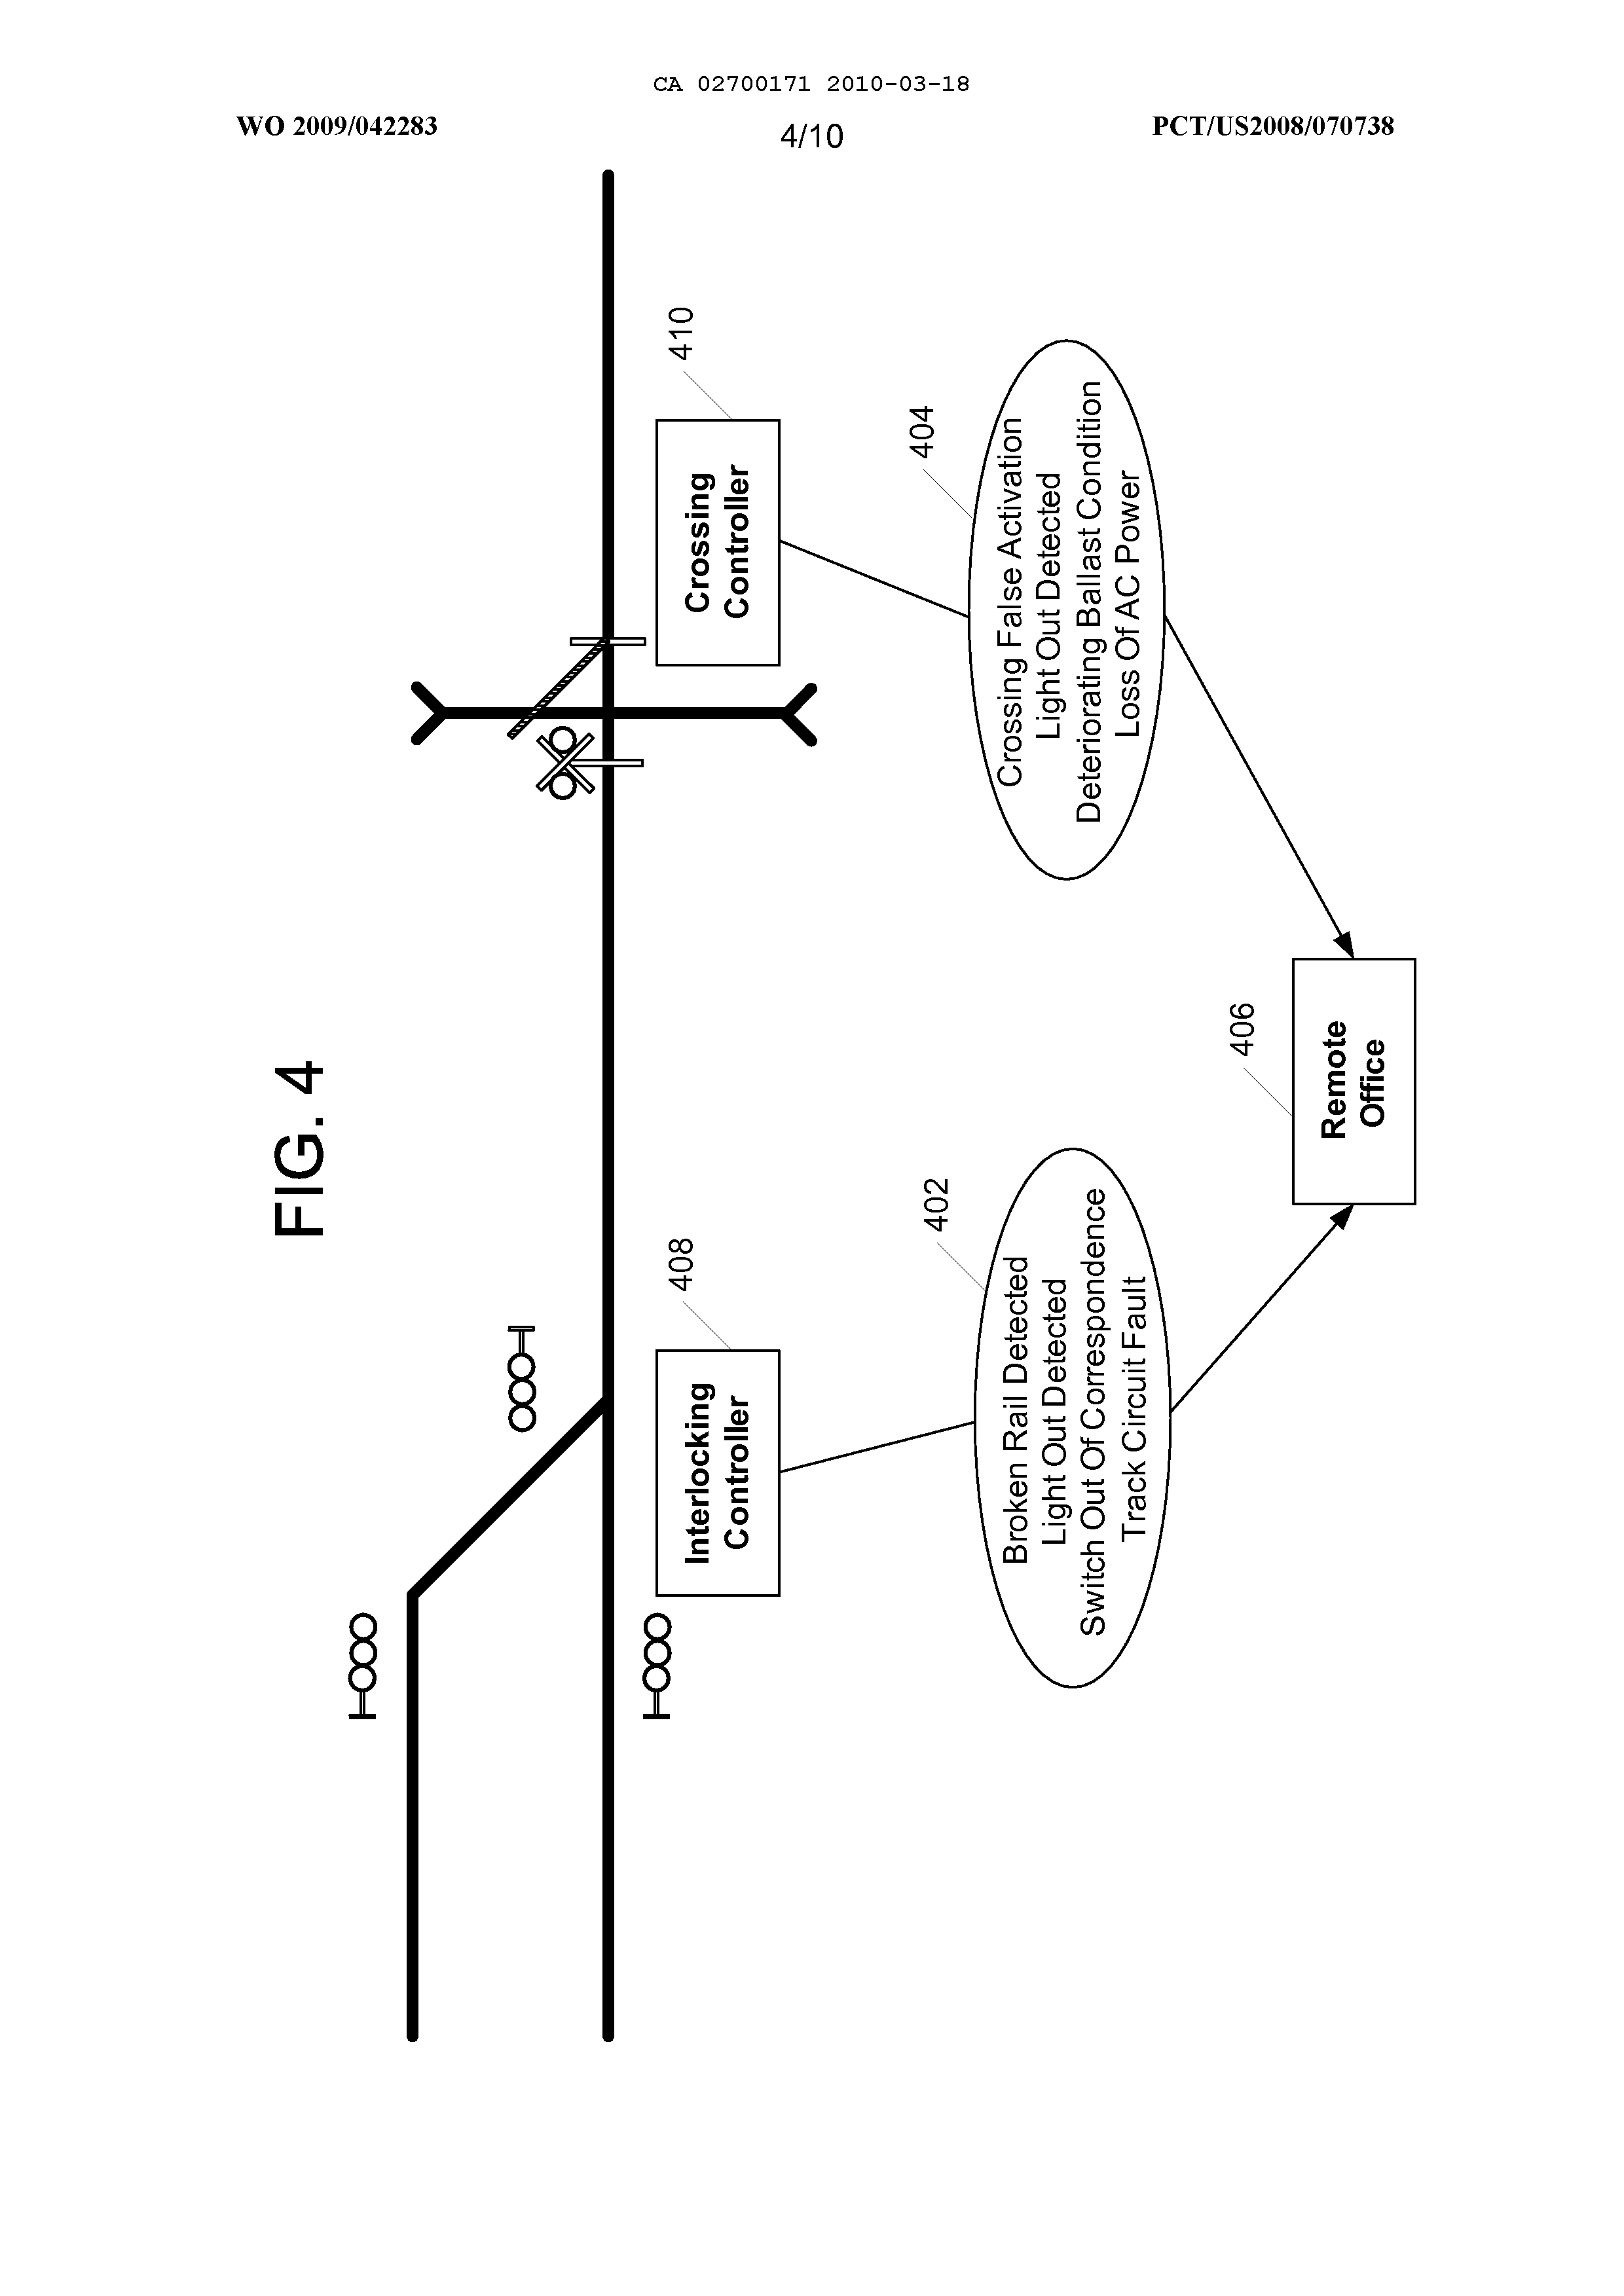 CA 02700171 2010-03-18
WO 2009/042283
4/10
PCT/US2008/070738
FIG. 4
408
Interlocking
Controller
410
Crossing
Controller
402
Broken Rail Detected
Light Out Detected
Switch Out Of Correspondence
Track Circuit Fault
404
Crossing False Activation
Light Out Detected
Deteriorating Ballast Condition
Loss Of AC Power
406
Remote
Office